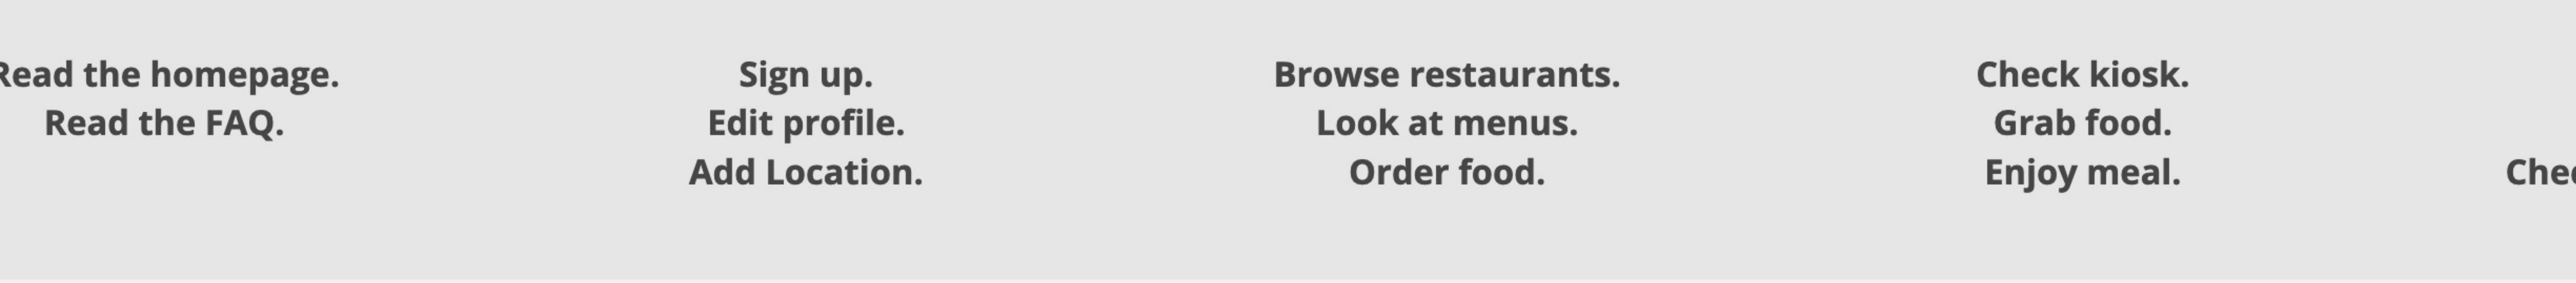 Read the homepage.
Read the FAQ.
Sign up.
Edit profile.
Add Location.
Browse restaurants.
Look at menus.
Order food.
Check kiosk.
Grab food.
Enjoy meal.